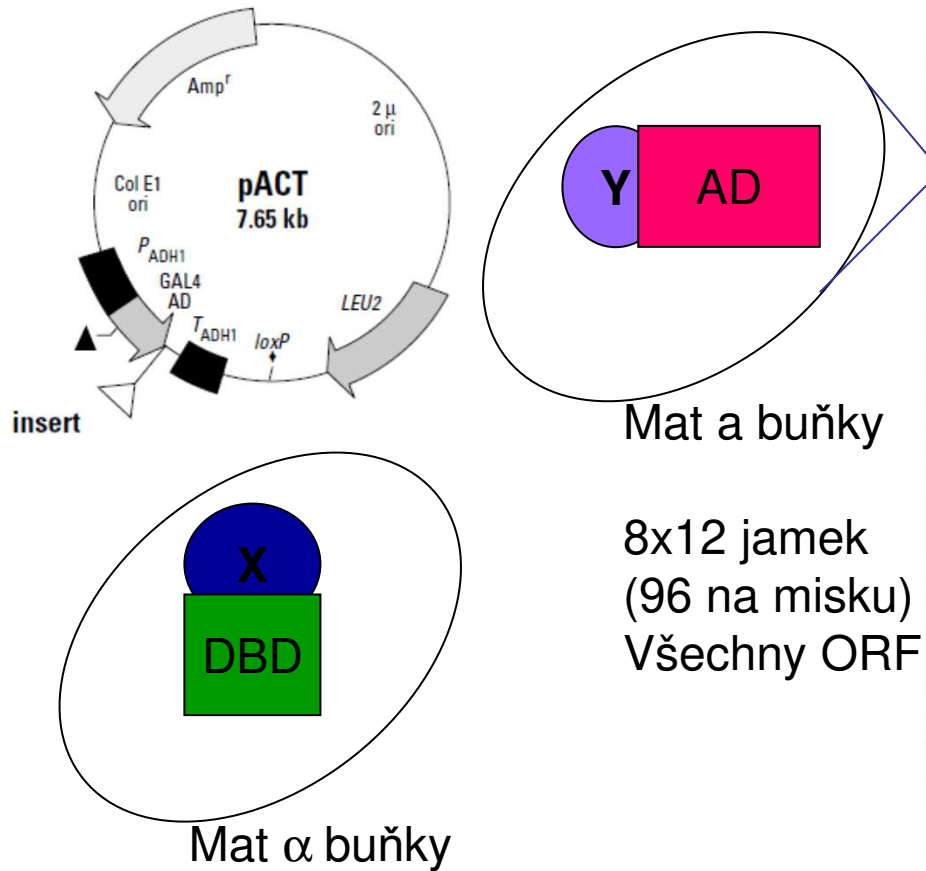 Amp^r
2 µ
ori
Col E1
ori
pACT
7.65 kb
P_ADH1
GAL4
AD
T_ADH1
loxP
LEU2
insert
Y
AD
Mat a buňky
8x12 jamek
(96 na misku)
Všechny ORF
X
DBD
Mat α buňky